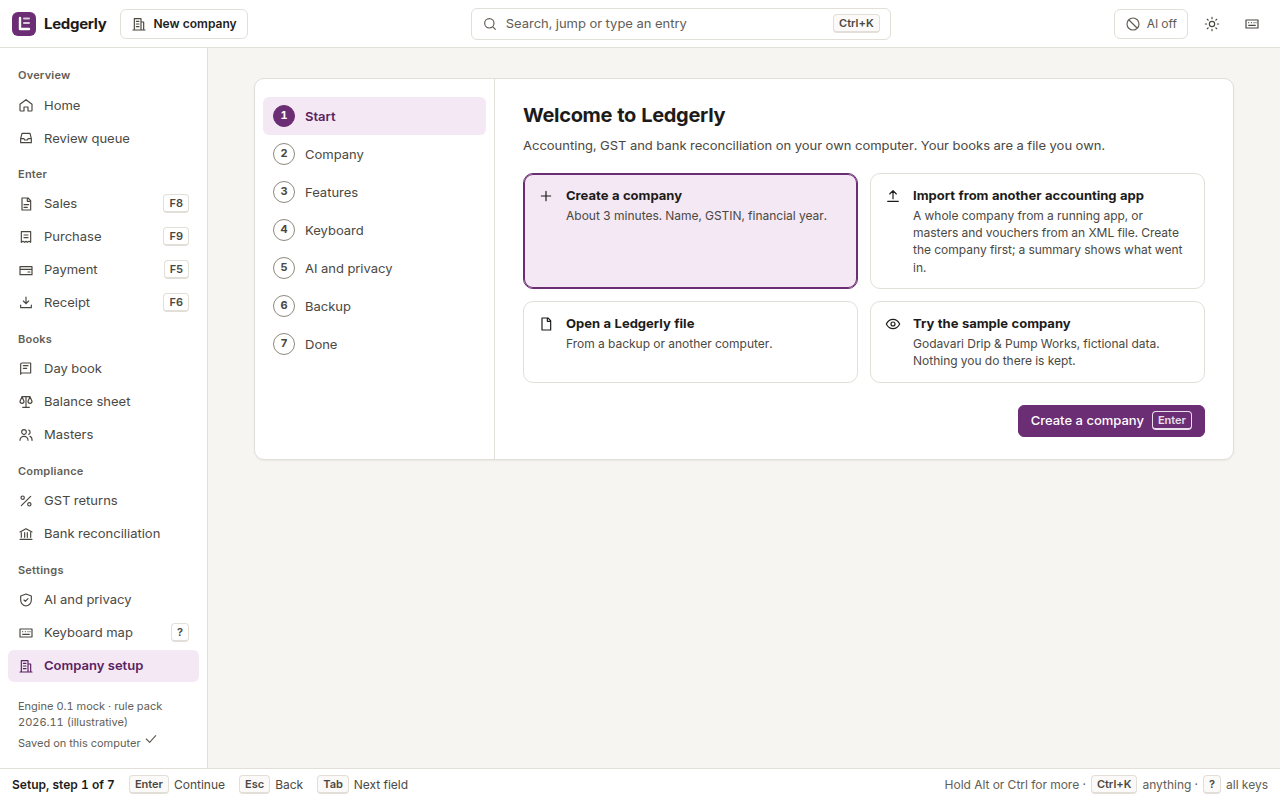 Ledgerly
New company
Search, jump or type an entry
Ctrl+K
AI off
Overview
Home
Review queue
Enter
Sales F8
Purchase F9
Payment F5
Receipt F6
Books
Day book
Balance sheet
Masters
Compliance
GST returns
Bank reconciliation
Settings
AI and privacy
Keyboard map ?
Company setup
Engine 0.1 mock · rule pack
2026.11 (illustrative)
Saved on this computer
1 Start
2 Company
3 Features
4 Keyboard
5 AI and privacy
6 Backup
7 Done
Welcome to Ledgerly
Accounting, GST and bank reconciliation on your own computer. Your books are a file you own.
Create a company
About 3 minutes. Name, GSTIN, financial year.
Import from another accounting app
A whole company from a running app, or
masters and vouchers from an XML file. Create
the company first; a summary shows what went
in.
Open a Ledgerly file
From a backup or another computer.
Try the sample company
Godavari Drip & Pump Works, fictional data.
Nothing you do there is kept.
Create a company Enter
Setup, step 1 of 7 Enter Continue Esc Back Tab Next field
Hold Alt or Ctrl for more · Ctrl+K anything · ? all keys